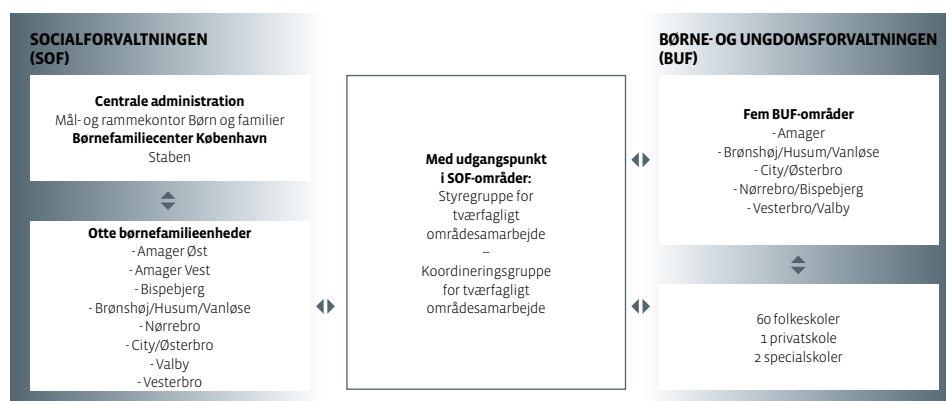 SOCIALFORVALTNINGEN
(SOF)
Centrale administration
Mål- og rammekontor Børn og familier
Børnefamiliecenter København
Staben
Otte børnefamilieenheder
- Amager Øst
- Amager Vest
- Bispebjerg
- Brønshøj/Husum/Vanløse
- Nørrebro
- City/Østerbro
- Valby
- Vesterbro
Med udgangspunkt
i SOF-områder:
Styregruppe for
tværfagligt
områdesamarbejde
--
Koordineringsgruppe
for tværfagligt
områdesamarbejde
BØRNE- OG UNGDOMSFORVALTNINGEN
(BUF)
Fem BUF-områder
- Amager
- Brønshøj/Husum/Vanløse
- City/Østerbro
- Nørrebro/Bispebjerg
- Vesterbro/Valby
60 folkeskoler
1 privatskole
2 specialskoler